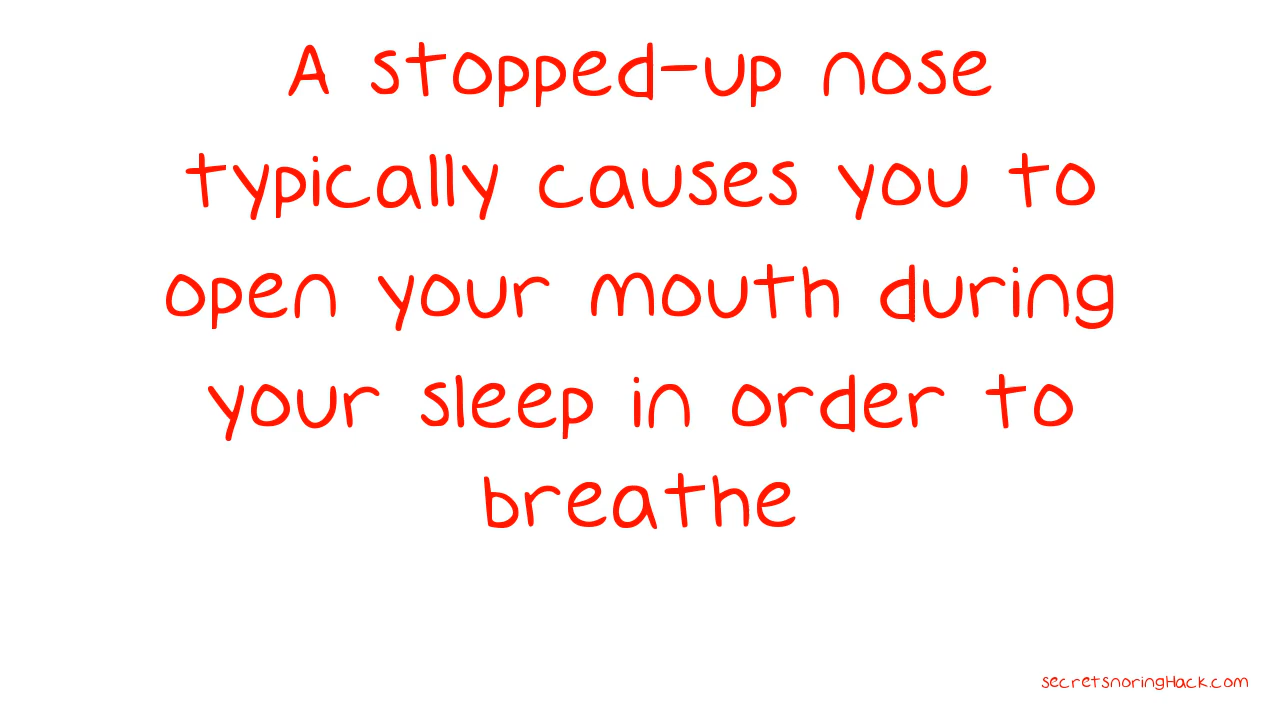 A stopped-up nose
typically causes you to
open your mouth during
your sleep in order to
breathe
secretsnoringHack.com